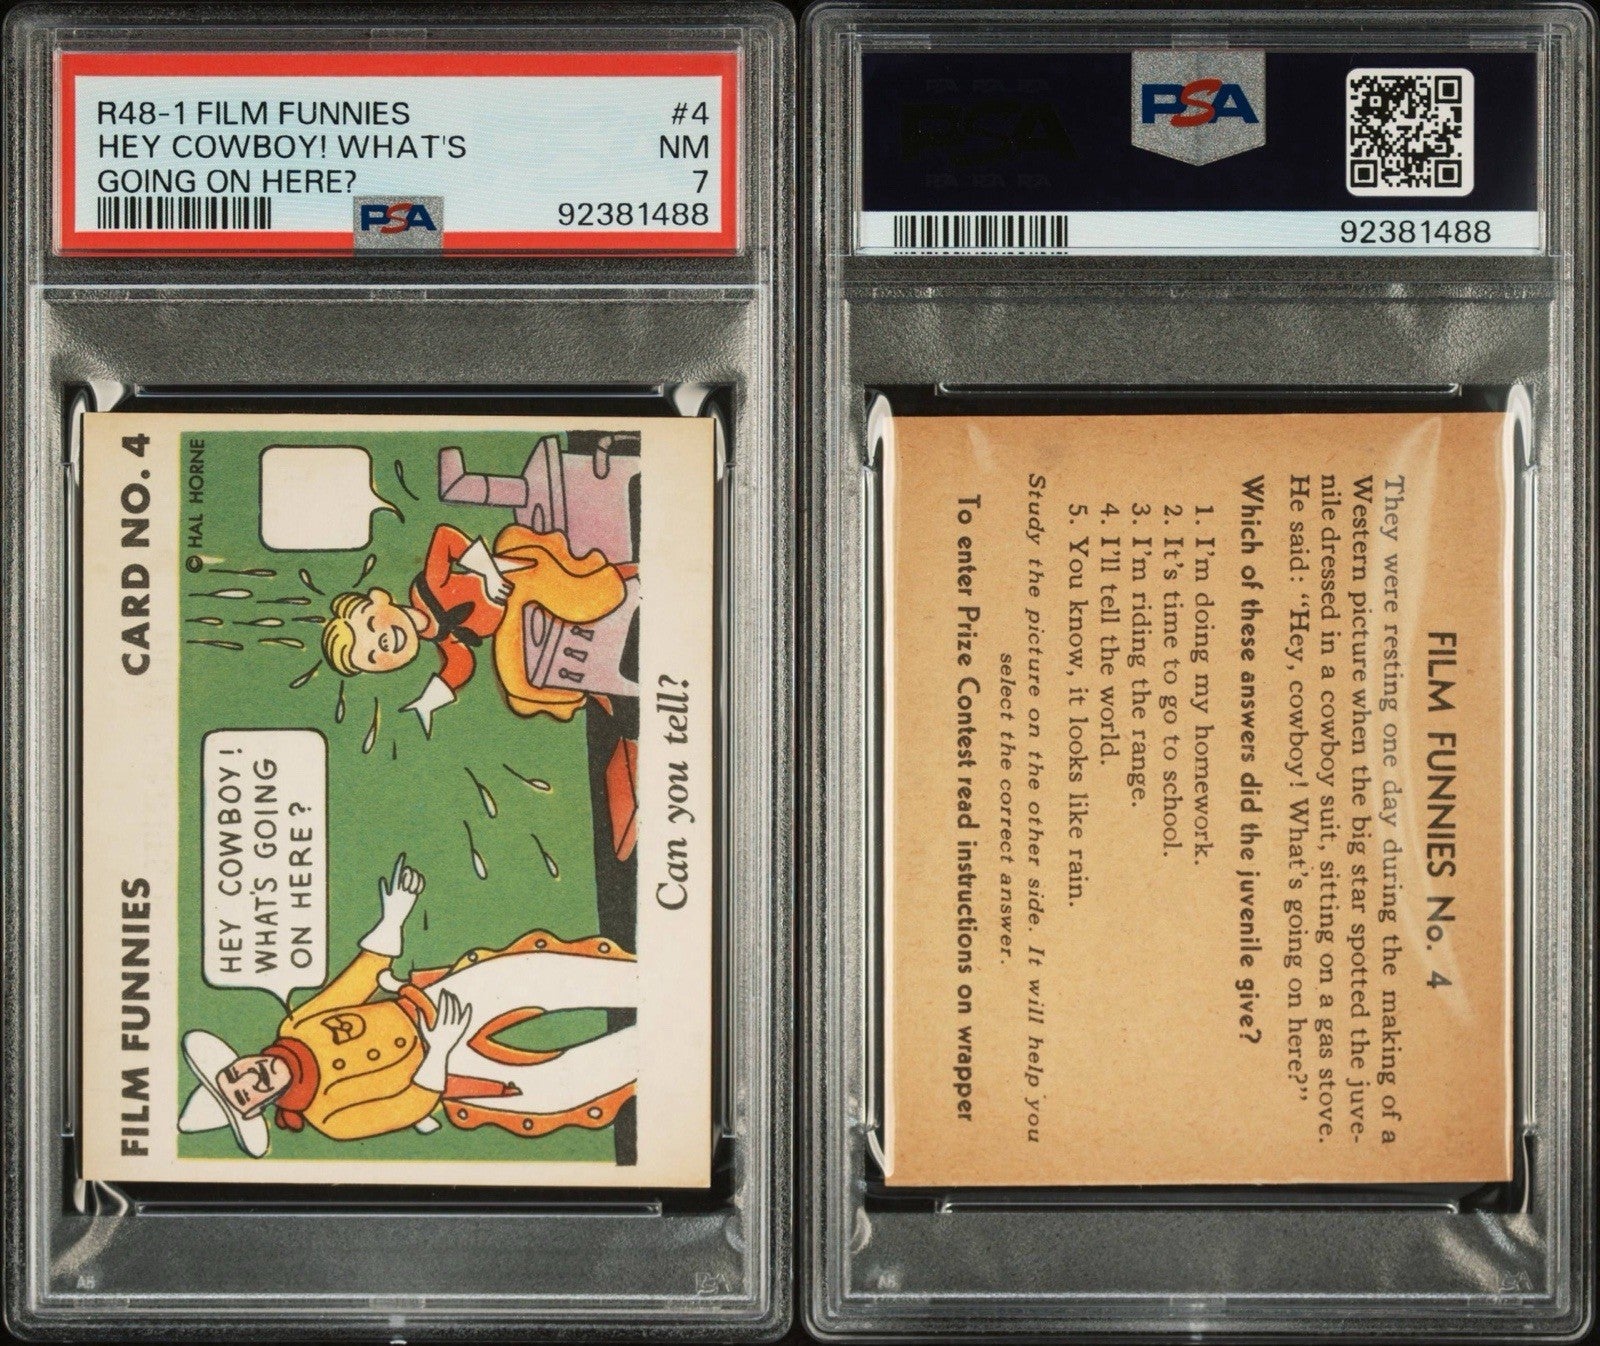 R48-1 FILM FUNNIES #4
HEY COWBOY! WHAT'S NM
GOING ON HERE? 7
PSA 92381488
FILM FUNNIES CARD NO. 4
© HAL HORNE
HEY COWBOY!
WHAT'S GOING
ON HERE?
Can you tell?
PSA
92381488
FILM FUNNIES No. 4
They were resting one day during the making of a
Western picture when the big star spotted the juve-
nile dressed in a cowboy suit, sitting on a gas stove.
He said: "Hey, cowboy! What's going on here?"
Which of these answers did the juvenile give?
1. I'm doing my homework.
2. It's time to go to school.
3. I'm riding the range.
4. I'll tell the world.
5. You know, it looks like rain.
Study the picture on the other side. It will help you
select the correct answer.
To enter Prize Contest read instructions on wrapper